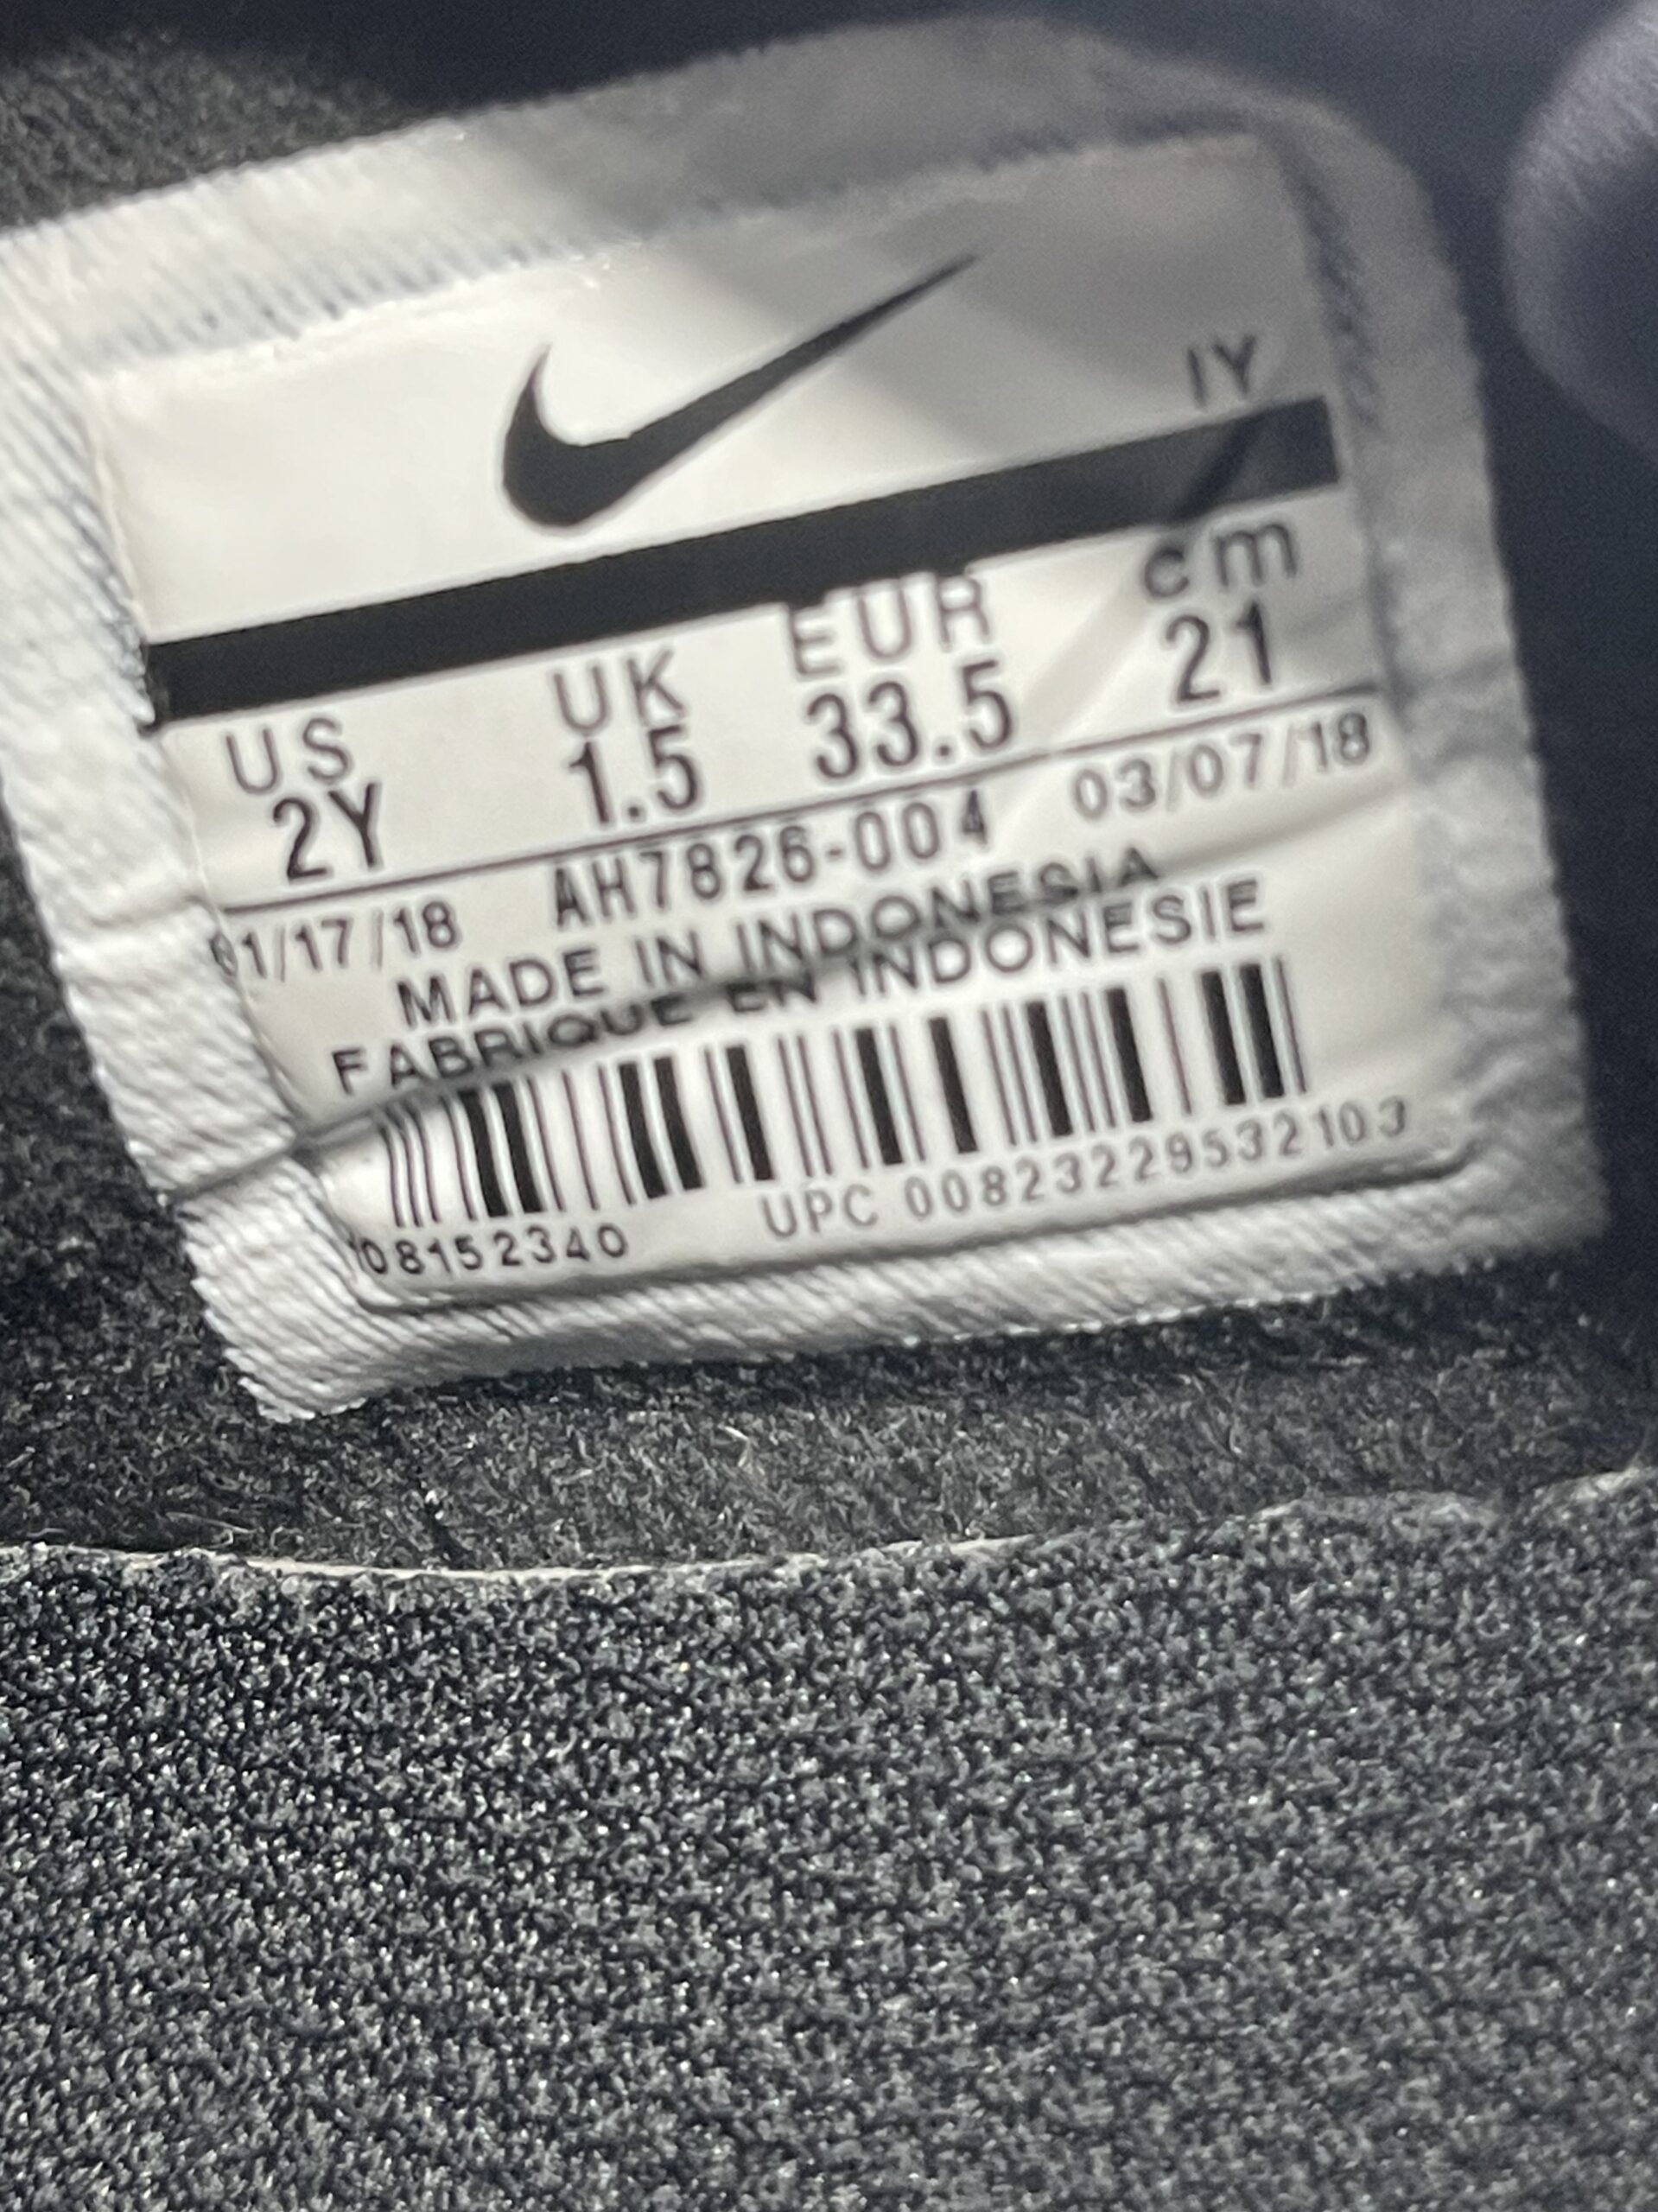 IY
US UK EUR cm
2Y 1.5 33.5 21
01/17/18 AH7826-004 03/07/18
MADE IN INDONESIA
FABRIQUE EN INDONESIE
08152340 UPC 00823229532103